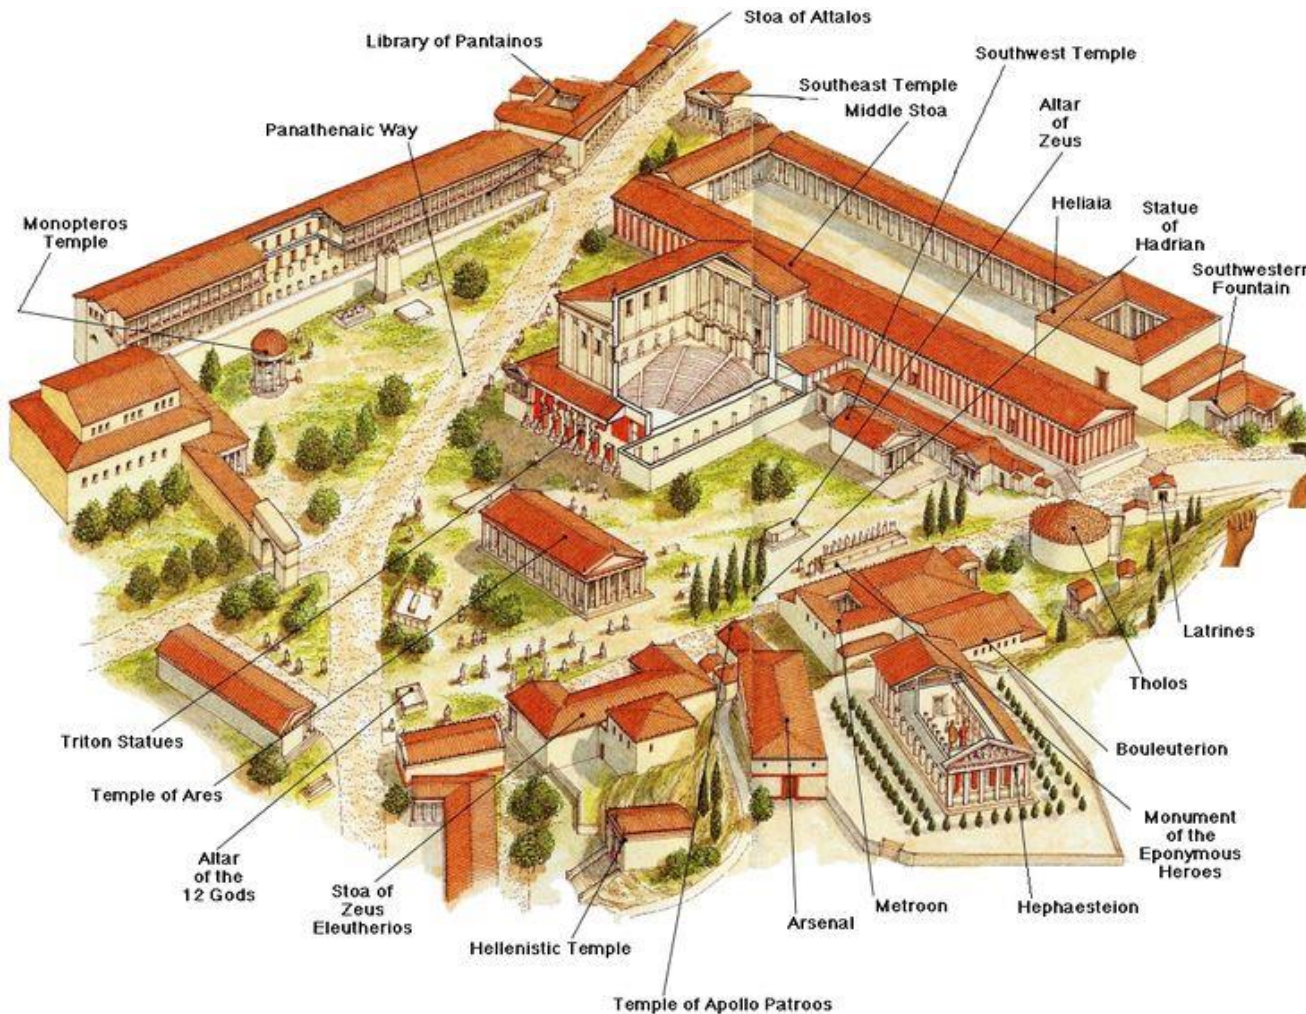 Stoa of Attalos
Library of Pantainos
Southwest Temple
Southeast Temple
Middle Stoa
Altar
of
Zeus
Panathenaic Way
Monopteros
Temple
Heliaia
Statue
of
Hadrian
Southwestern
Fountain
Latrines
Tholos
Triton Statues
Bouleuterion
Temple of Ares
Monument
of the
Eponymous
Heroes
Altar
of the
12 Gods
Stoa of
Zeus
Eleutherios
Metroon
Hephaesteion
Arsenal
Hellenistic Temple
Temple of Apollo Patroos